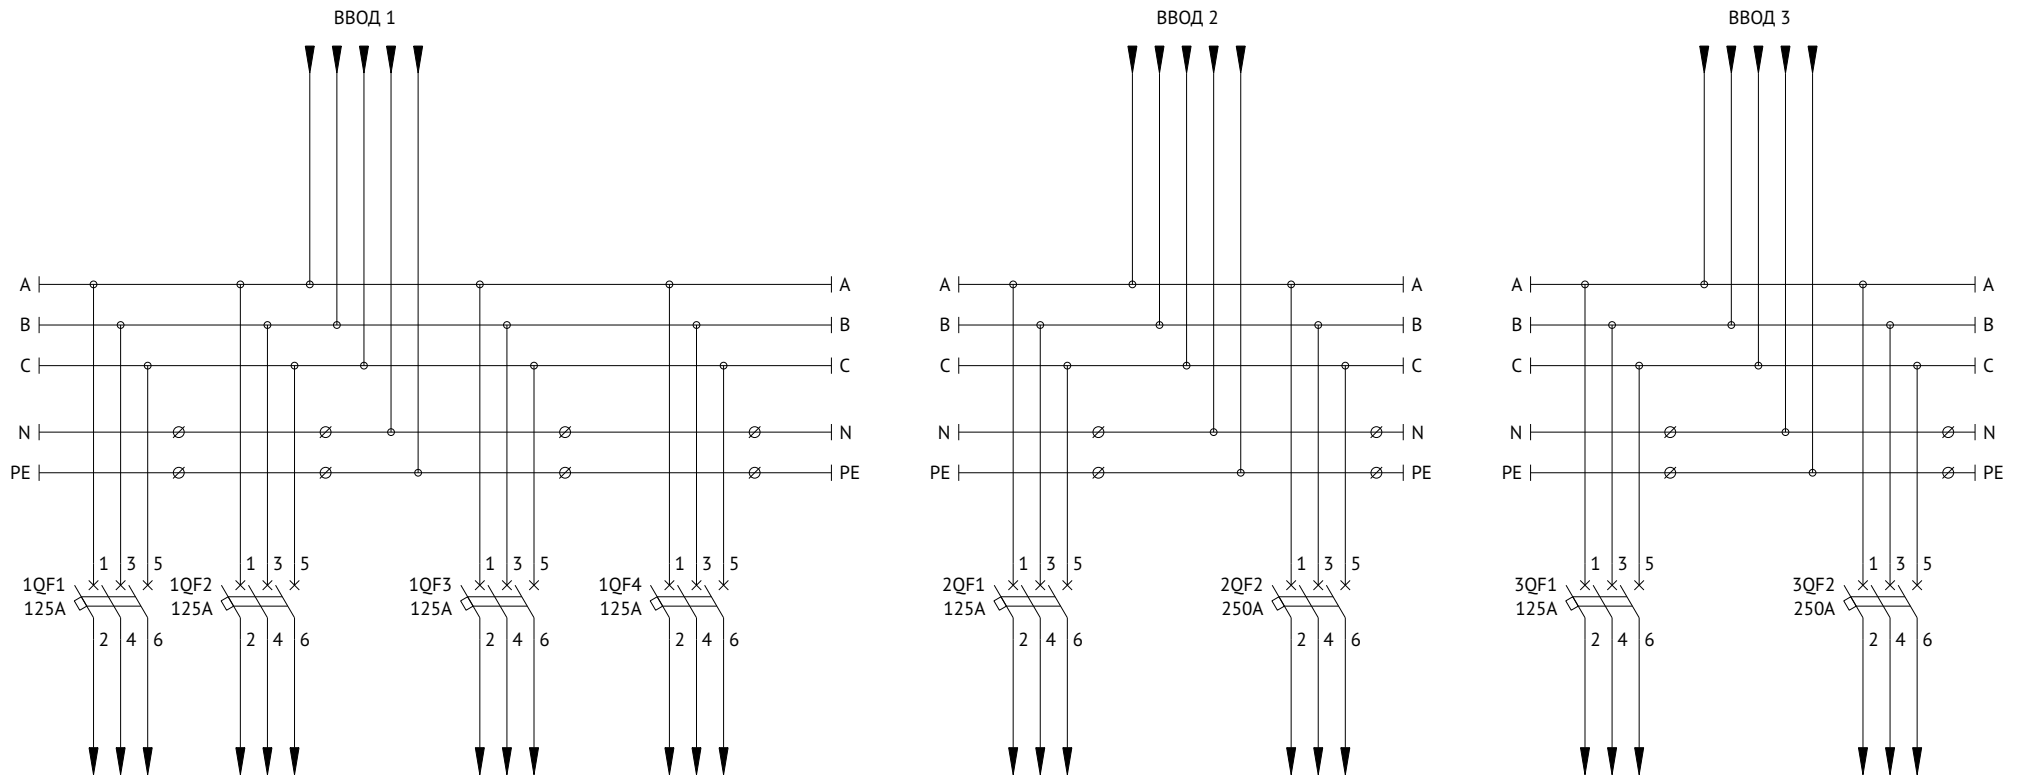 ВВОД 1 ВВОД 2 ВВОД 3
A A A A A A
B B B B B B
C C C C C C
N N N N N N
PE PE PE PE PE PE
1 3 5 1 3 5 1 3 5 1 3 5 1 3 5 1 3 5 1 3 5 1 3 5
1QF1 1QF2 1QF3 1QF4 2QF1 2QF2 3QF1 3QF2
125A 125A 125A 125A 125A 250A 125A 250A
2 4 6 2 4 6 2 4 6 2 4 6 2 4 6 2 4 6 2 4 6 2 4 6